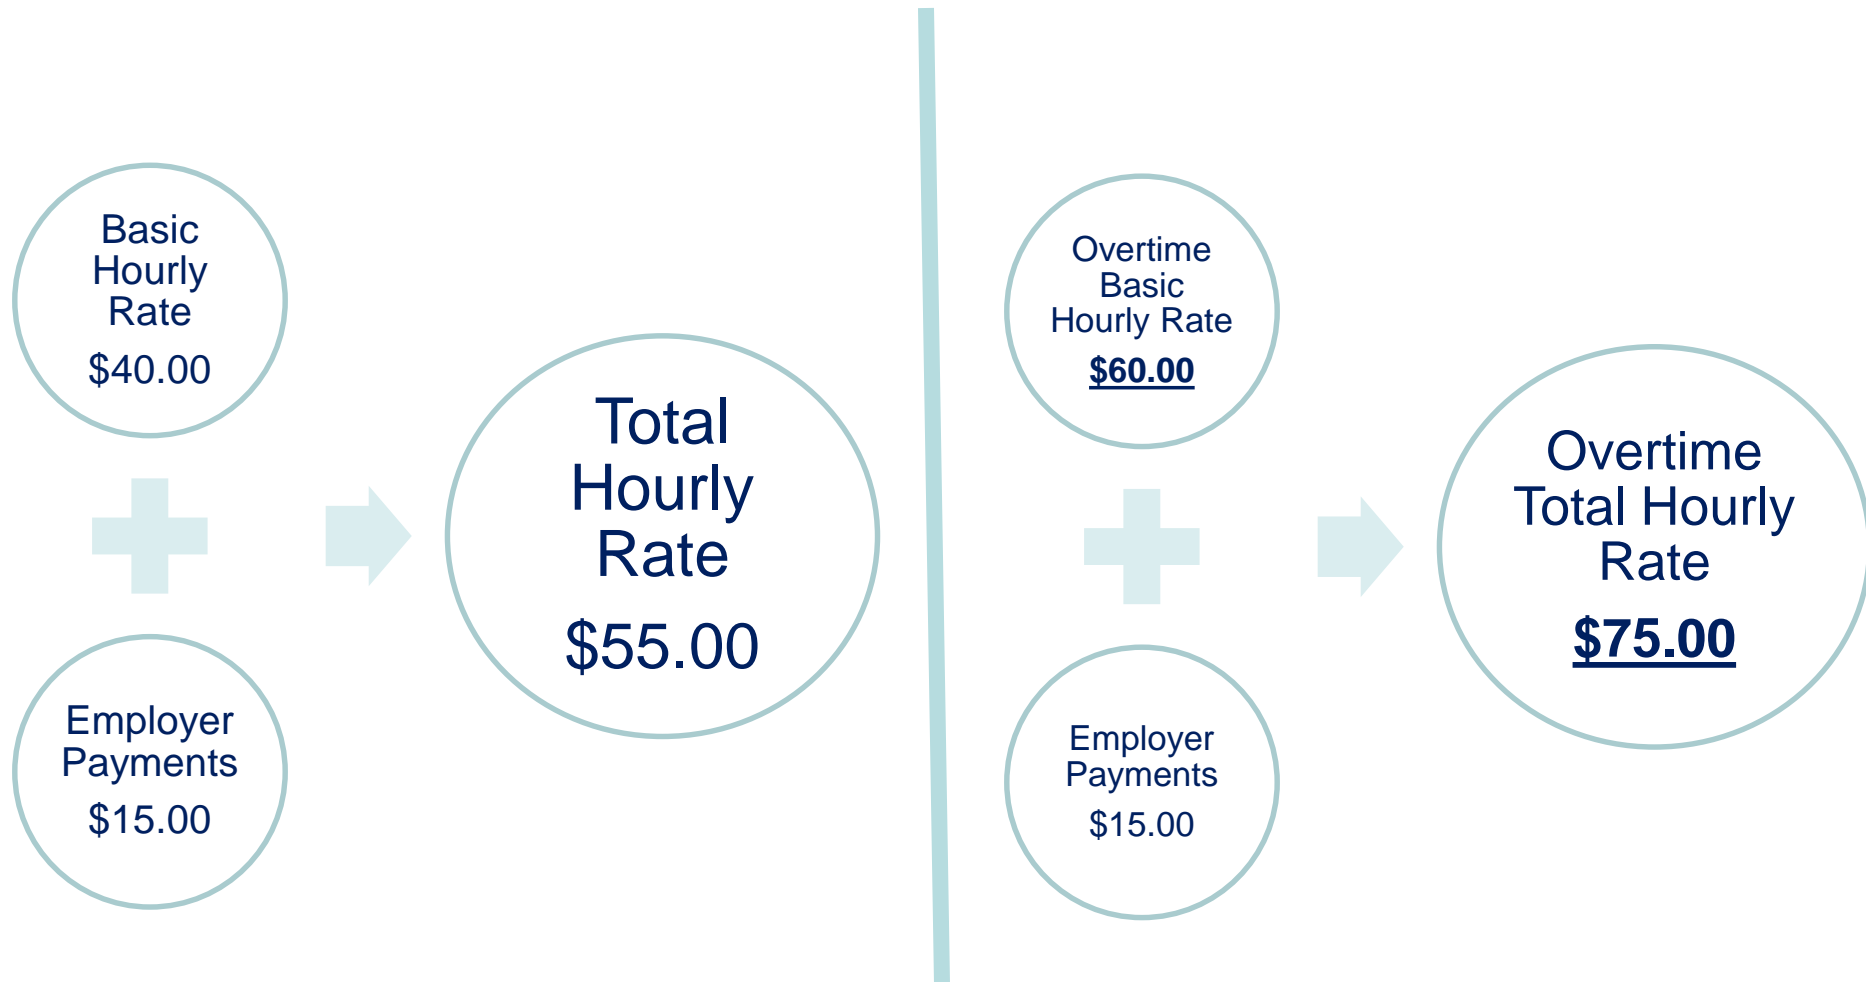 Basic
Hourly
Rate
$40.00
Employer
Payments
$15.00
Total
Hourly
Rate
$55.00
Overtime
Basic
Hourly Rate
$60.00
Employer
Payments
$15.00
Overtime
Total Hourly
Rate
$75.00